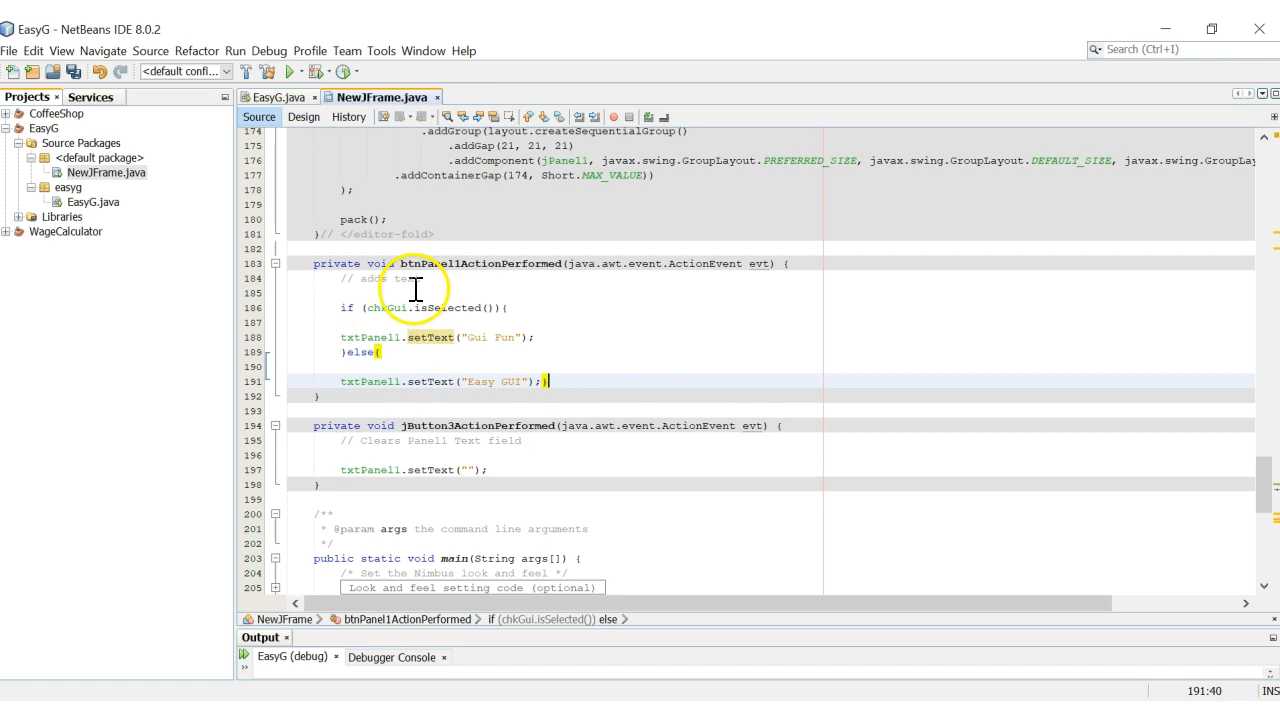 EasyG - NetBeans IDE 8.0.2
File Edit View Navigate Source Refactor Run Debug Profile Team Tools Window Help
Search (Ctrl+I)
<default confl...
Projects × Services
EasyG.java × NewJFrame.java ×
CoffeeShop
EasyG
Source Packages
<default package>
NewJFrame.java
easyg
EasyG.java
Libraries
WageCalculator
Source Design History
174 .addGroup(layout.createSequentialGroup()
175 .addGap(21, 21, 21)
176 .addComponent(jPanel1, javax.swing.GroupLayout.PREFERRED_SIZE, javax.swing.GroupLayout.DEFAULT_SIZE, javax.swing.GroupLay
177 .addContainerGap(174, Short.MAX_VALUE))
178 );
179
180 pack();
181 }// </editor-fold>
182
183 private void btnPanel1ActionPerformed(java.awt.event.ActionEvent evt) {
184 // adds text
185
186 if (chkGui.isSelected()){
187
188 txtPanel1.setText("Gui Fun");
189 }else{
190
191 txtPanel1.setText("Easy GUI");}
192 }
193
194 private void jButton3ActionPerformed(java.awt.event.ActionEvent evt) {
195 // Clears Panel1 Text field
196
197 txtPanel1.setText("");
198 }
199
200 /**
201 * @param args the command line arguments
202 */
203 public static void main(String args[]) {
204 /* Set the Nimbus look and feel */
205 Look and feel setting code (optional)
NewJFrame btnPanel1ActionPerformed if (chkGui.isSelected()) else
Output ×
EasyG (debug) × Debugger Console ×
191:40 INS